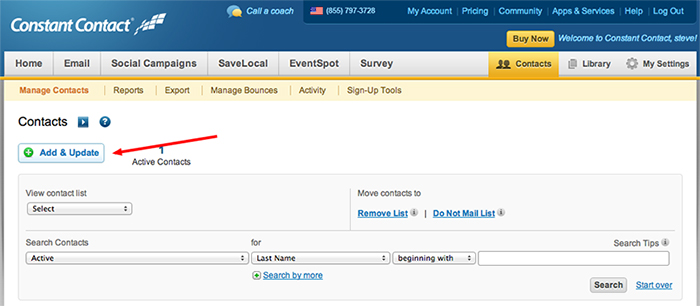 Call a coach (855) 797-3728 My Account | Pricing | Community | Apps & Services | Help | Log Out
Constant Contact®
Buy Now Welcome to Constant Contact, steve!
Home Email Social Campaigns SaveLocal EventSpot Survey Contacts Library My Settings
Manage Contacts | Reports | Export | Manage Bounces | Activity | Sign-Up Tools
Contacts ?
Add & Update 1
Active Contacts
View contact list Move contacts to
Select
Remove List i | Do Not Mail List i
Search Contacts for Search Tips i
Active Last Name beginning with
Search by more
Search Start over